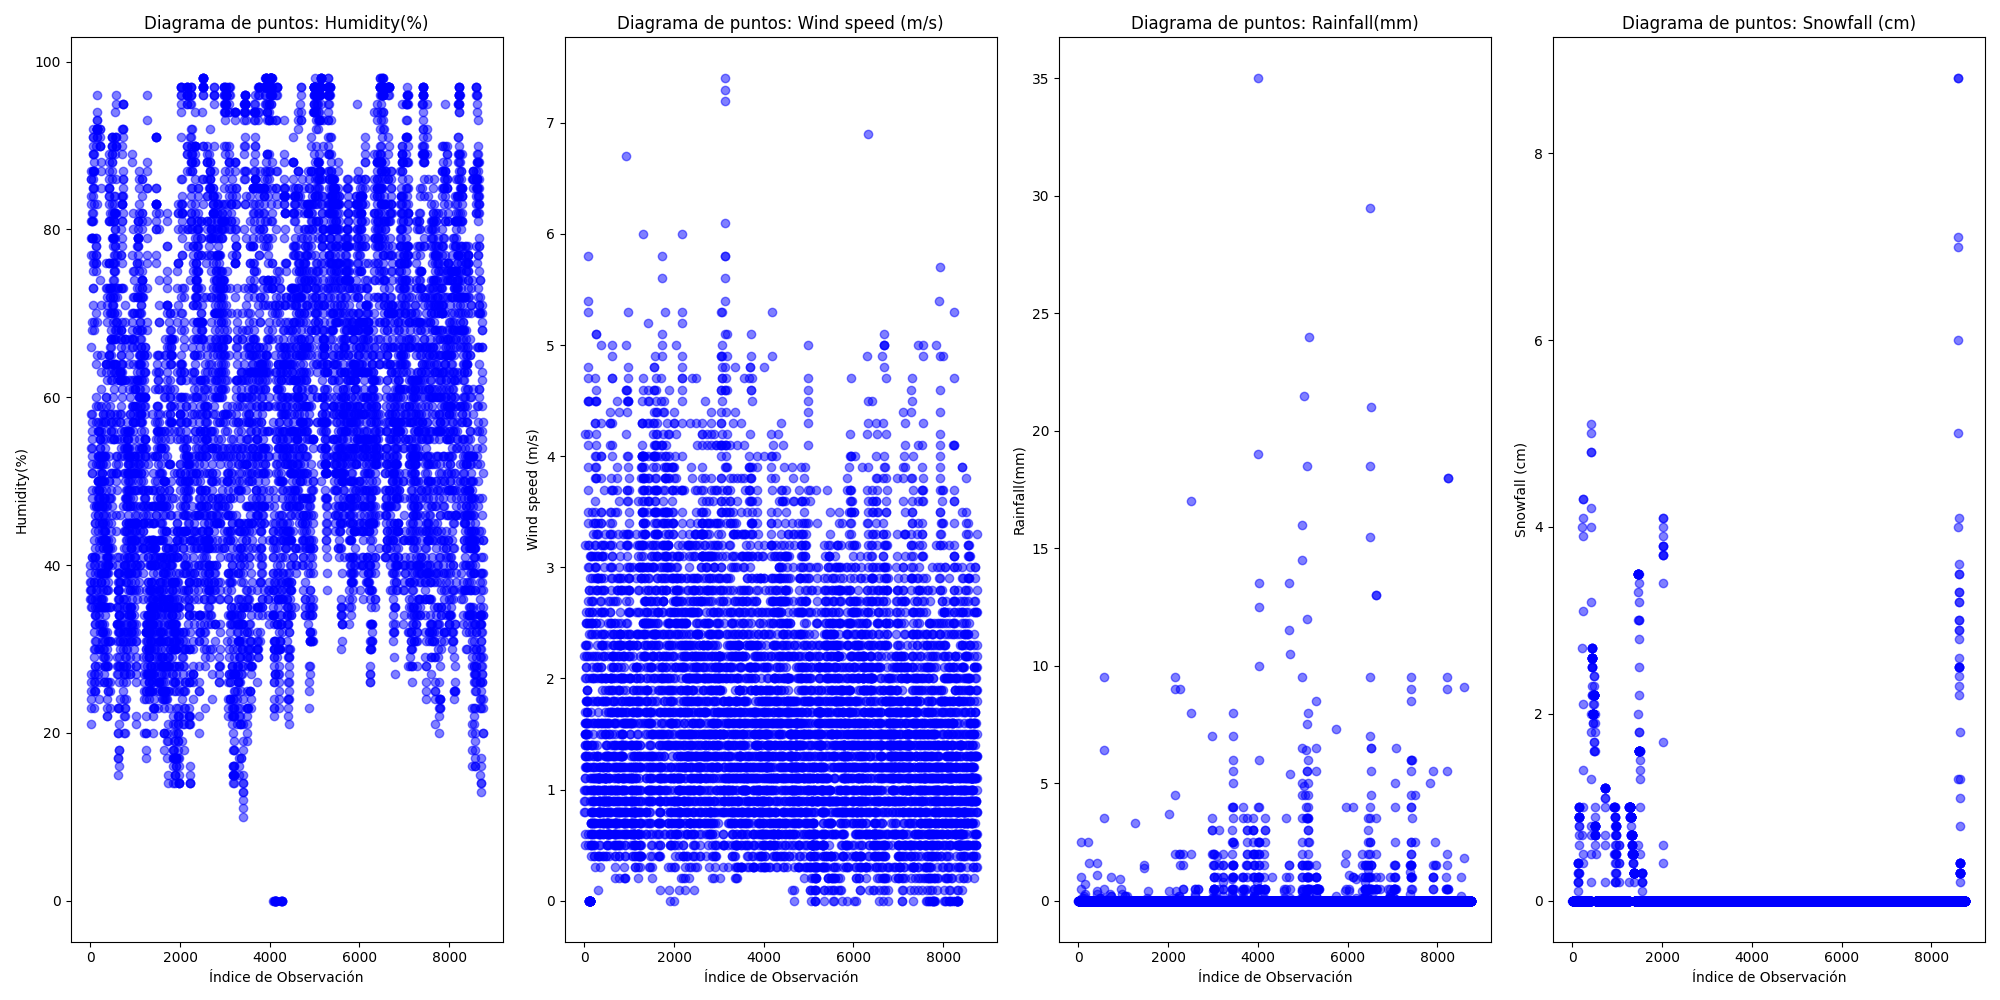 Diagrama de puntos: Humidity(%)
Humidity(%)
100
80
60
40
20
0
0 2000 4000 6000 8000
Índice de Observación
Diagrama de puntos: Wind speed (m/s)
Wind speed (m/s)
7
6
5
4
3
2
1
0
0 2000 4000 6000 8000
Índice de Observación
Diagrama de puntos: Rainfall(mm)
Rainfall(mm)
35
30
25
20
15
10
5
0
0 2000 4000 6000 8000
Índice de Observación
Diagrama de puntos: Snowfall (cm)
Snowfall (cm)
8
6
4
2
0
0 2000 4000 6000 8000
Índice de Observación